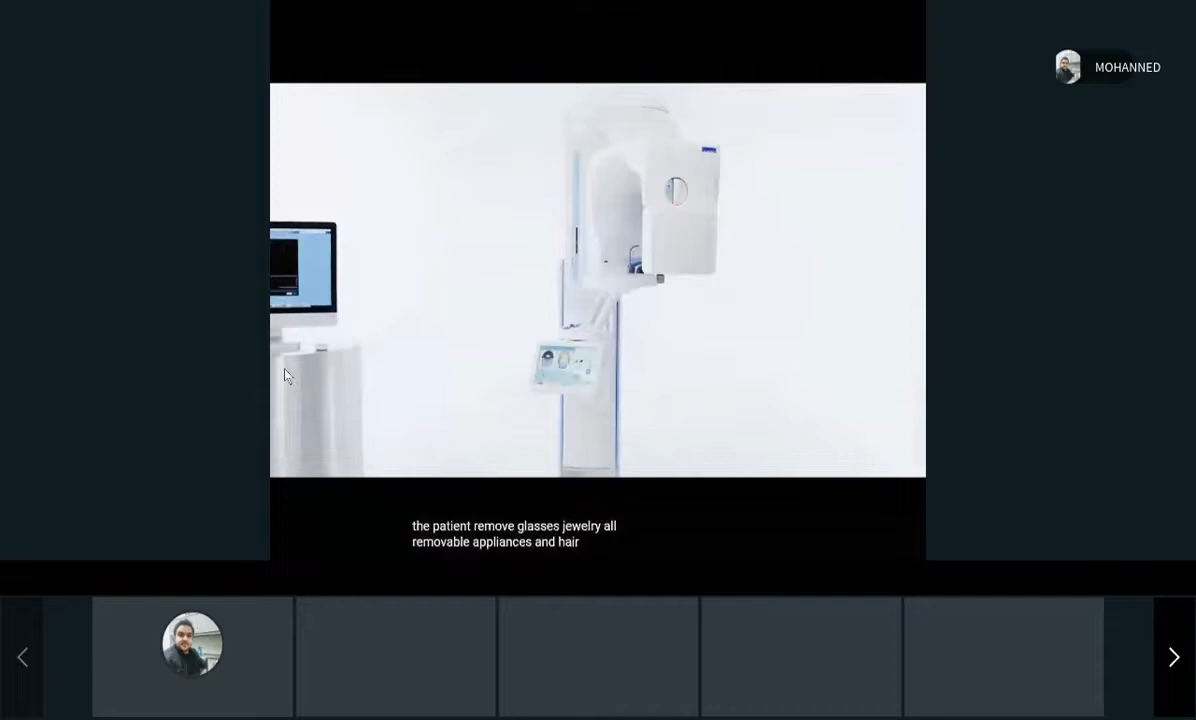 MOHANNED
the patient remove glasses jewelry all
removable appliances and hair